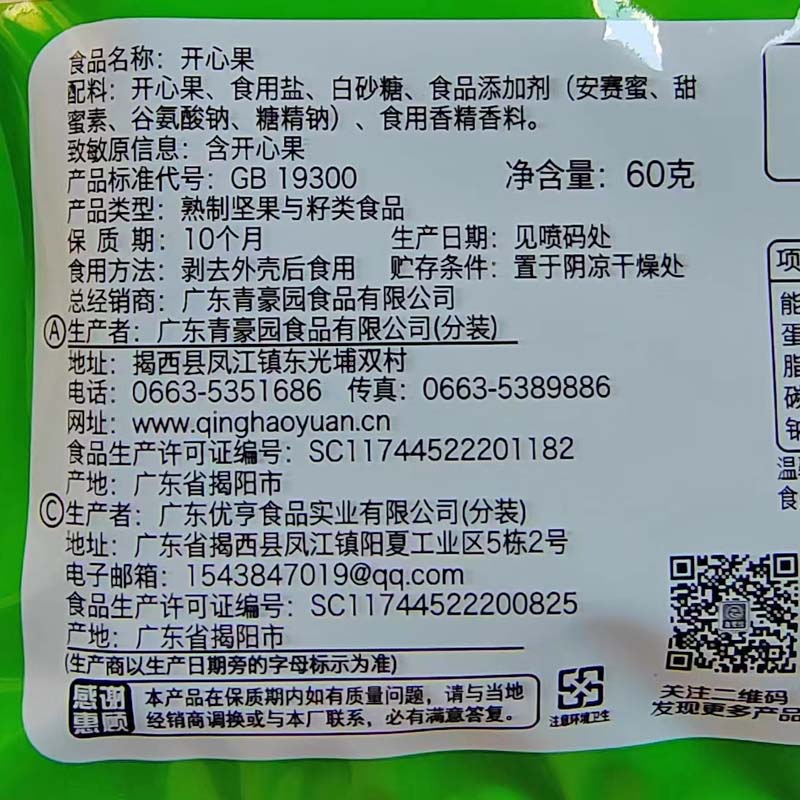 食品名称：开心果
配料：开心果、食用盐、白砂糖、食品添加剂（安赛蜜、甜
蜜素、谷氨酸钠、糖精钠）、食用香精香料。
致敏原信息：含开心果
产品标准代号：GB 19300
净含量：60克
产品类型：熟制坚果与籽类食品
保质期：10个月 生产日期：见喷码处
食用方法：剥去外壳后食用 贮存条件：置于阴凉干燥处
总经销商：广东青豪园食品有限公司
Ⓐ生产者：广东青豪园食品有限公司(分装)
地址：揭西县凤江镇东光埔双村
电话：0663-5351686 传真：0663-5389886
网址：www.qinghaoyuan.cn
食品生产许可证编号：SC11744522201182
产地：广东省揭阳市
Ⓒ生产者：广东优亨食品实业有限公司(分装)
地址：广东省揭西县凤江镇阳夏工业区5栋2号
电子邮箱：1543847019@qq.com
食品生产许可证编号：SC11744522200825
产地：广东省揭阳市
(生产商以生产日期旁的字母标示为准)
感谢
惠顾
本产品在保质期内如有质量问题，请与当地
经销商调换或与本厂联系，必有满意答复。
注意环境卫生
项
能
蛋
脂
碳
钠
温
食
关注二维码
发现更多产品